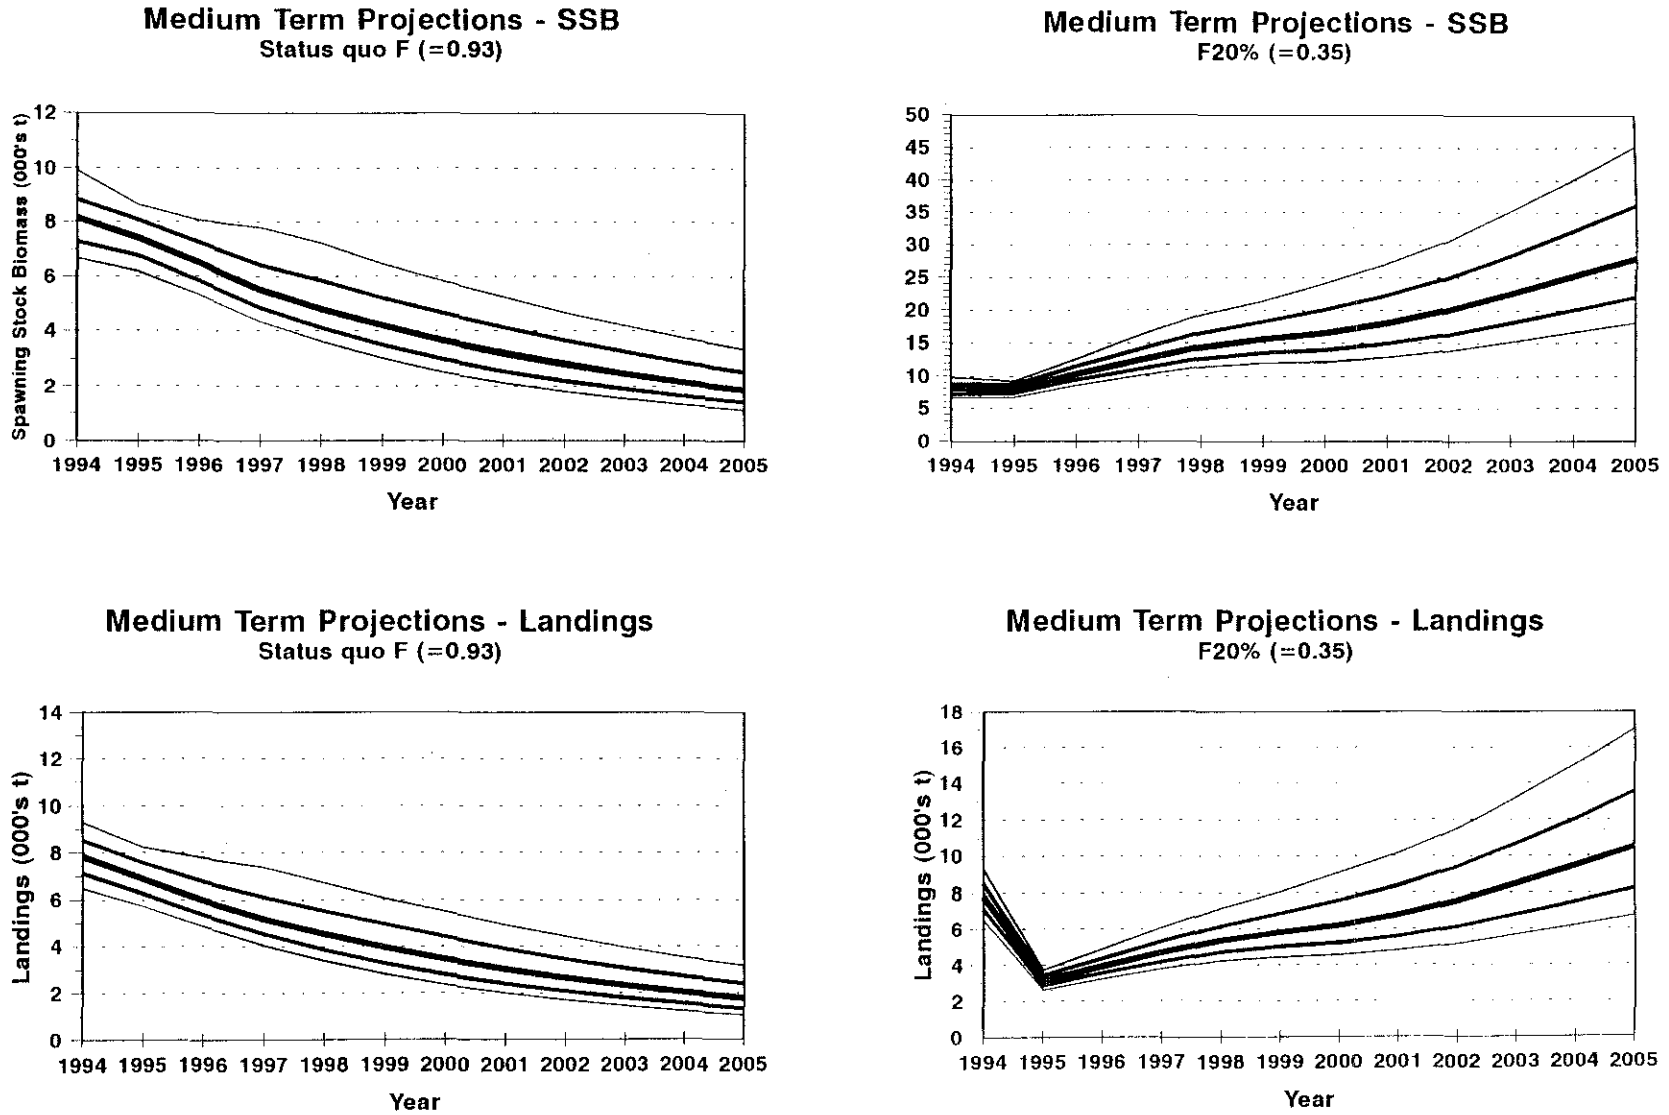 Medium Term Projections - SSB
Status quo F (=0.93)
Spawning Stock Biomass (000's t)
12
10
8
6
4
2
0
1994 1995 1996 1997 1998 1999 2000 2001 2002 2003 2004 2005
Year
Medium Term Projections - SSB
F20% (=0.35)
50
45
40
35
30
25
20
15
10
5
0
1994 1995 1996 1997 1998 1999 2000 2001 2002 2003 2004 2005
Year
Medium Term Projections - Landings
Status quo F (=0.93)
Landings (000's t)
14
12
10
8
6
4
2
0
1994 1995 1996 1997 1998 1999 2000 2001 2002 2003 2004 2005
Year
Medium Term Projections - Landings
F20% (=0.35)
Landings (000's t)
18
16
14
12
10
8
6
4
2
0
1994 1995 1996 1997 1998 1999 2000 2001 2002 2003 2004 2005
Year